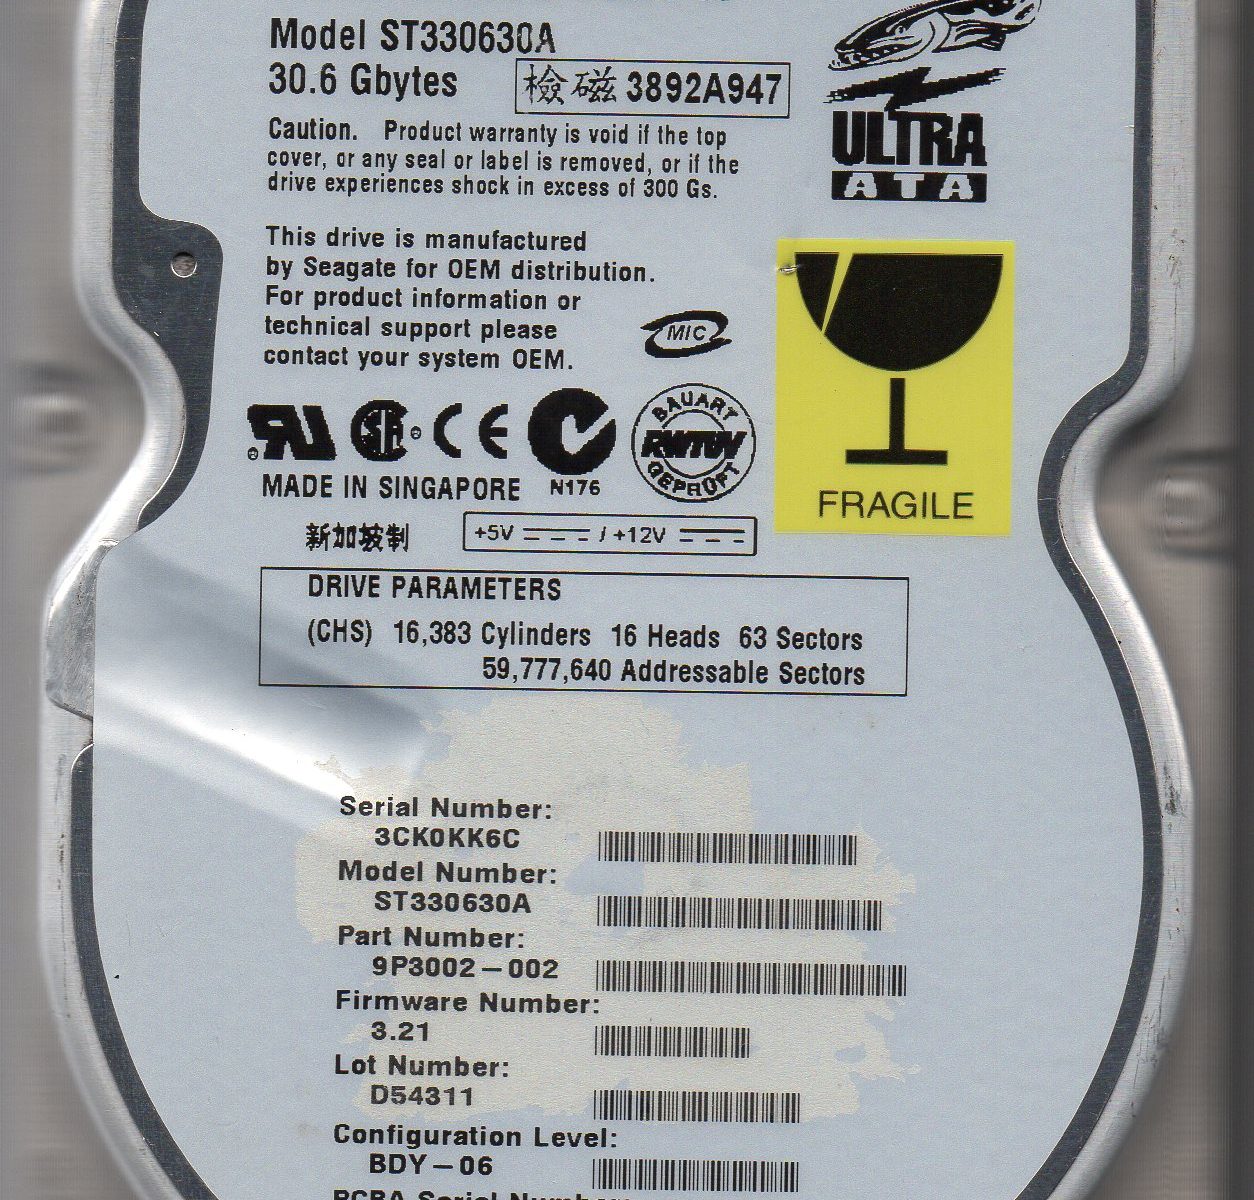 Model ST330630A
30.6 Gbytes
檢磁 3892A947
ULTRA
ATA
Caution. Product warranty is void if the top
cover, or any seal or label is removed, or if the
drive experiences shock in excess of 300 Gs.
This drive is manufactured
by Seagate for OEM distribution.
For product information or
technical support please
contact your system OEM.
MIC
FRAGILE
BAUART
RWTÜV
GEPRÜFT
CE
N176
MADE IN SINGAPORE
新加坡制
+5V / +12V
DRIVE PARAMETERS
(CHS) 16,383 Cylinders 16 Heads 63 Sectors
59,777,640 Addressable Sectors
Serial Number:
3CK0KK6C
Model Number:
ST330630A
Part Number:
9P3002-002
Firmware Number:
3.21
Lot Number:
D54311
Configuration Level:
BDY-06
PCBA Serial Number: